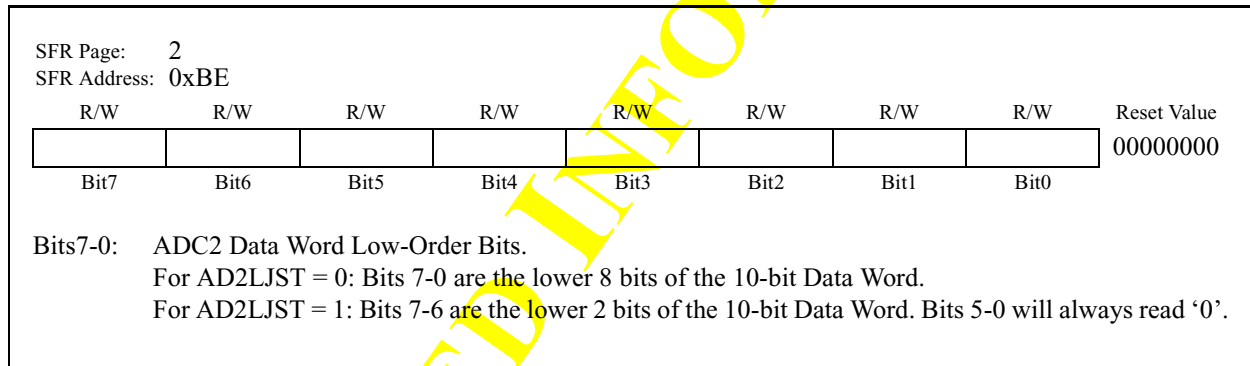 SFR Page: 2
SFR Address: 0xBE
R/W R/W R/W R/W R/W R/W R/W R/W Reset Value
00000000
Bit7 Bit6 Bit5 Bit4 Bit3 Bit2 Bit1 Bit0
Bits7-0: ADC2 Data Word Low-Order Bits.
For AD2LJST = 0: Bits 7-0 are the lower 8 bits of the 10-bit Data Word.
For AD2LJST = 1: Bits 7-6 are the lower 2 bits of the 10-bit Data Word. Bits 5-0 will always read ‘0’.